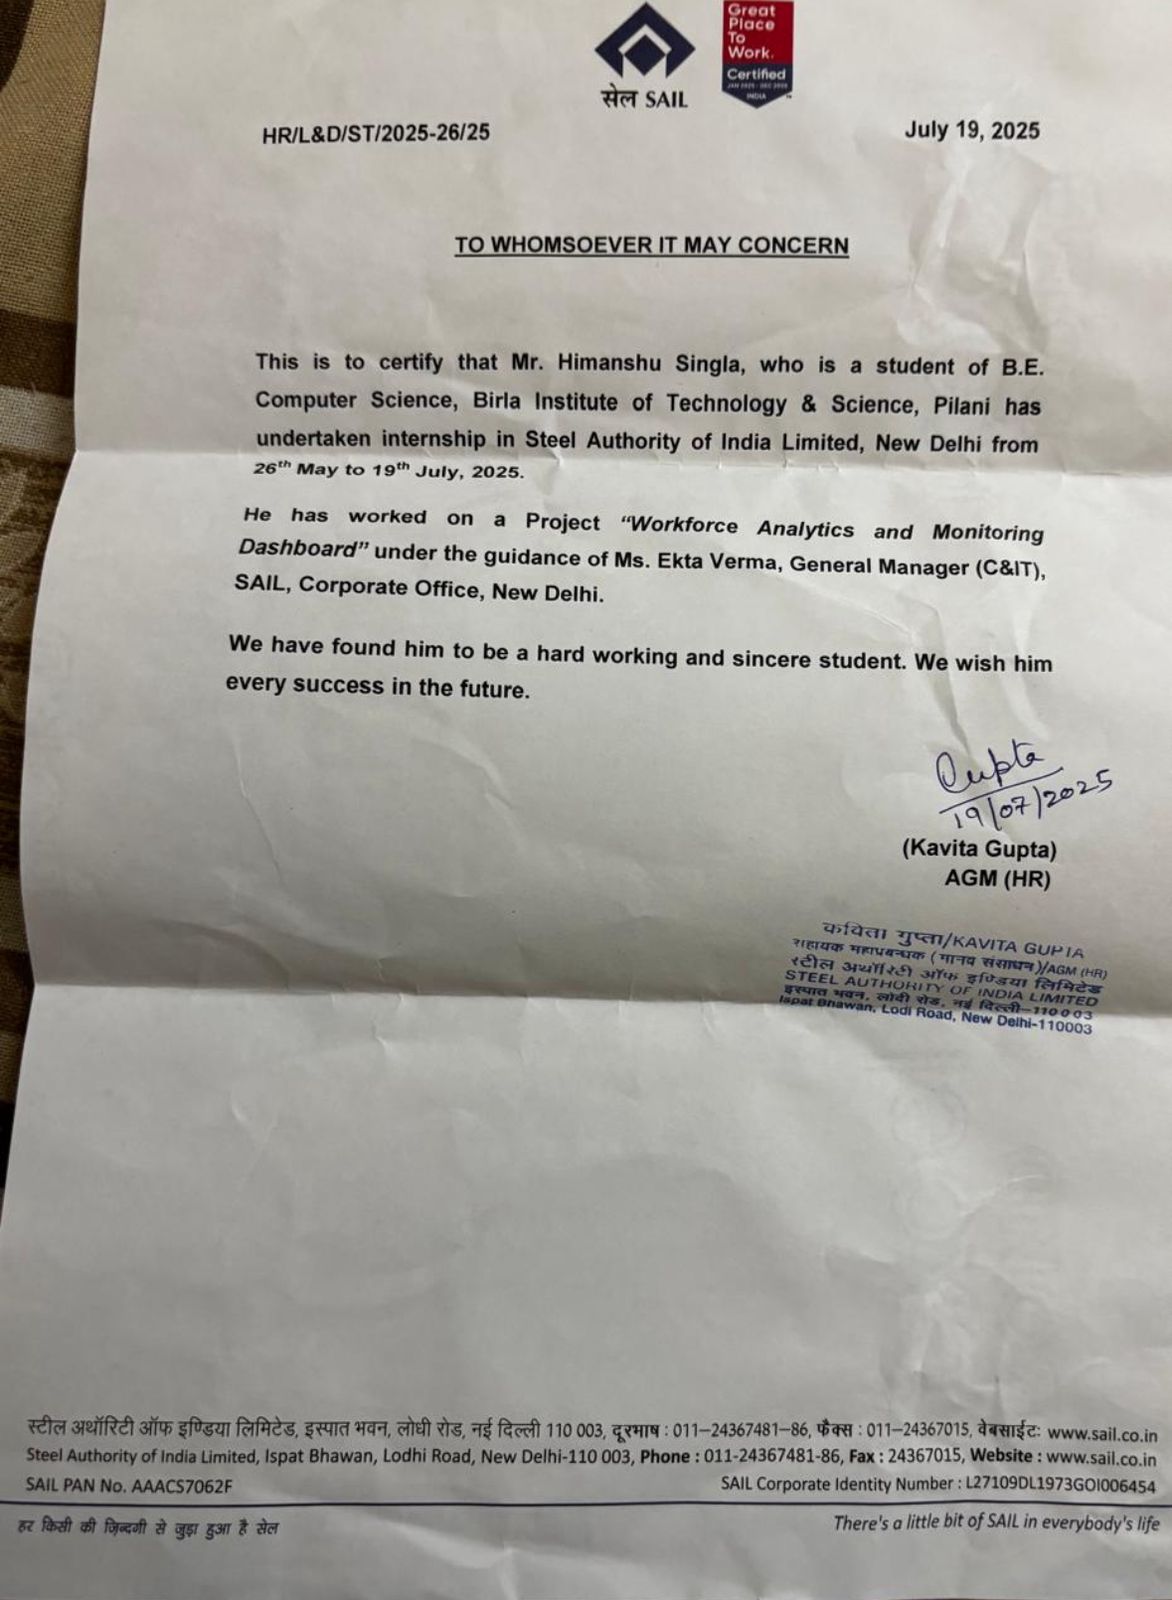 Great
Place
To
Work.
Certified
JAN 2025 - DEC 2025
INDIA
™
सेल SAIL
HR/L&D/ST/2025-26/25
July 19, 2025
TO WHOMSOEVER IT MAY CONCERN
This is to certify that Mr. Himanshu Singla, who is a student of B.E.
Computer Science, Birla Institute of Technology & Science, Pilani has
undertaken internship in Steel Authority of India Limited, New Delhi from
26th May to 19th July, 2025.
He has worked on a Project “Workforce Analytics and Monitoring
Dashboard” under the guidance of Ms. Ekta Verma, General Manager (C&IT),
SAIL, Corporate Office, New Delhi.
We have found him to be a hard working and sincere student. We wish him
every success in the future.
Gupta
19/07/2025
(Kavita Gupta)
AGM (HR)
कविता गुप्ता/KAVITA GUPTA
सहायक महाप्रबन्धक (मानव संसाधन)/AGM (HR)
स्टील अथॉरिटी ऑफ इण्डिया लिमिटेड
STEEL AUTHORITY OF INDIA LIMITED
इस्पात भवन, लोदी रोड, नई दिल्ली–110003
Ispat Bhawan, Lodi Road, New Delhi-110003
स्टील अथॉरिटी ऑफ इण्डिया लिमिटेड, इस्पात भवन, लोधी रोड, नई दिल्ली 110 003, दूरभाष : 011–24367481–86, फैक्स : 011–24367015, वेबसाईटः www.sail.co.in
Steel Authority of India Limited, Ispat Bhawan, Lodhi Road, New Delhi-110 003, Phone : 011-24367481-86, Fax : 24367015, Website : www.sail.co.in
SAIL PAN No. AAACS7062F
SAIL Corporate Identity Number : L27109DL1973GOI006454
हर किसी की ज़िन्दगी से जुड़ा हुआ है सेल
There's a little bit of SAIL in everybody's life